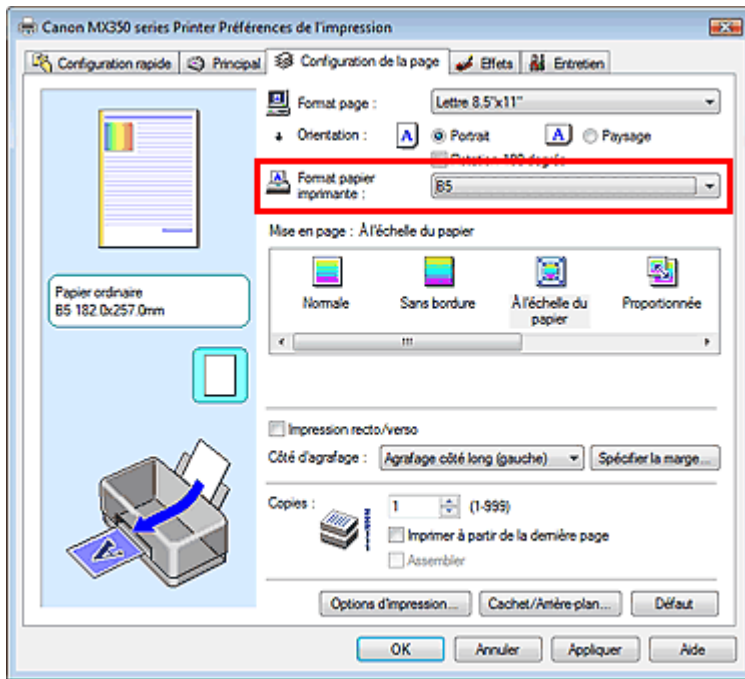 Canon MX350 series Printer Préférences de l'impression
Configuration rapide
Principal
Configuration de la page
Effets
Entretien
Format page :
Lettre 8.5"x11"
Orientation :
A
Portrait
A
Paysage
Rotation 180 degrés
Format papier
imprimante :
B5
Mise en page : À l'échelle du papier
Normale
Sans bordure
À l'échelle du
papier
Proportionnée
Papier ordinaire
B5 182.0x257.0mm
Impression recto/verso
Côté d'agrafage :
Agrafage côté long (gauche)
Spécifier la marge...
Copies :
1
(1-999)
Imprimer à partir de la dernière page
Assembler
Options d'impression...
Cachet/Arrière-plan...
Défaut
OK
Annuler
Appliquer
Aide